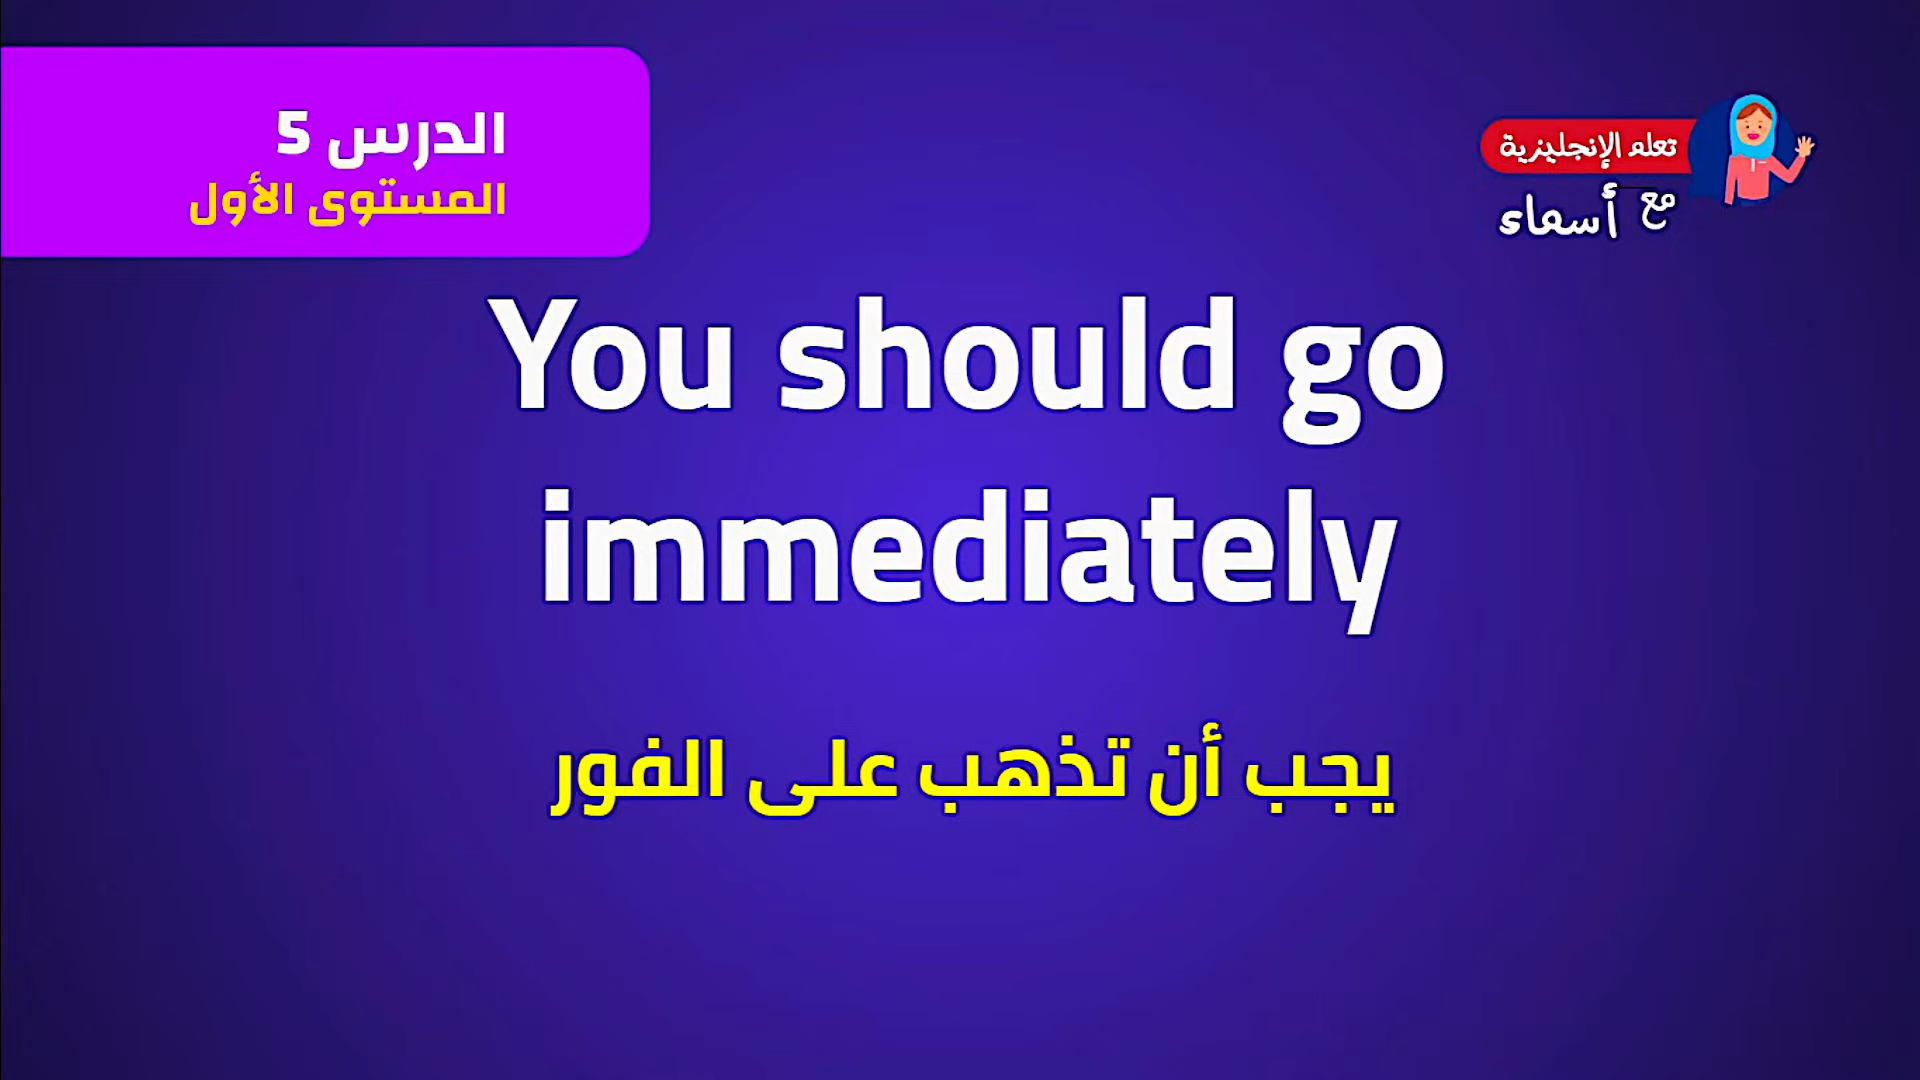 الدرس 5
المستوى الأول
تعلم الإنجليزية
مع أسماء
You should go
immediately
يجب أن تذهب على الفور